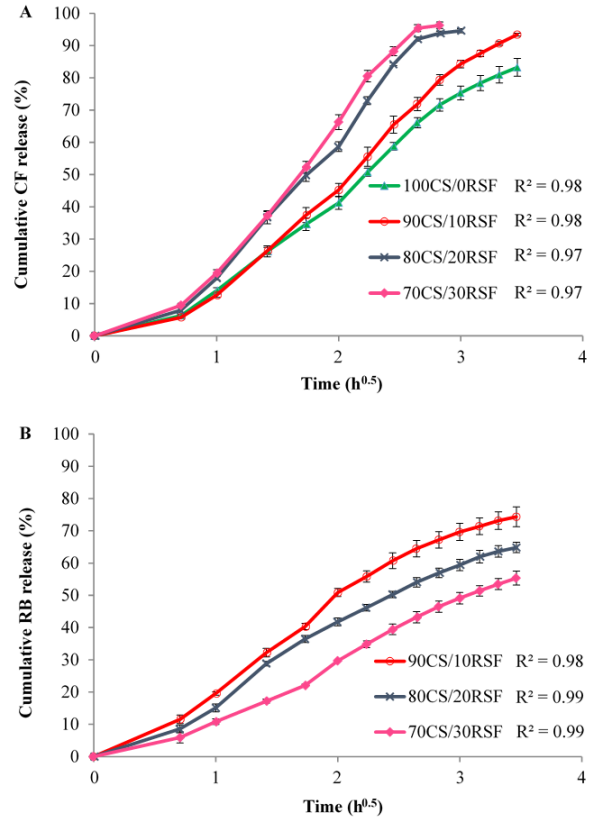 A
100
90
80
70
60
50
40
30
20
10
0
Cumulative CF release (%)
100CS/0RSF R² = 0.98
90CS/10RSF R² = 0.98
80CS/20RSF R² = 0.97
70CS/30RSF R² = 0.97
0 1 2 3 4
Time (h⁰·⁵)
B
100
90
80
70
60
50
40
30
20
10
0
Cumulative RB release (%)
90CS/10RSF R² = 0.98
80CS/20RSF R² = 0.99
70CS/30RSF R² = 0.99
0 1 2 3 4
Time (h⁰·⁵)